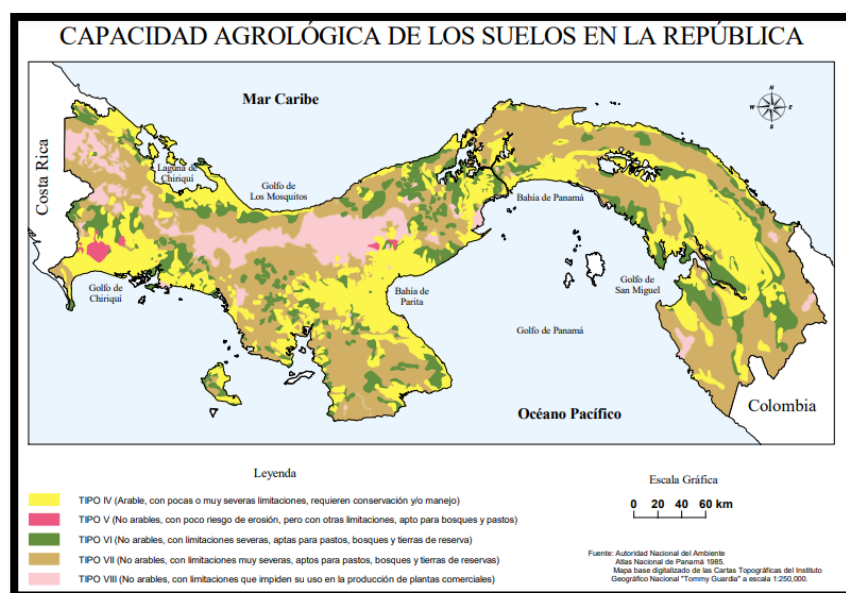 CAPACIDAD AGROLÓGICA DE LOS SUELOS EN LA REPÚBLICA
Mar Caribe
N
W E
S
Costa Rica
Laguna de
Chiriquí
Golfo de
Los Mosquitos
Bahía de Panamá
Golfo de
Chiriquí
Bahía de
Parita
Golfo de
San Miguel
Golfo de Panamá
Océano Pacífico
Colombia
Leyenda
TIPO IV (Arable, con pocas o muy severas limitaciones, requieren conservación y/o manejo)
TIPO V (No arables, con poco riesgo de erosión, pero con otras limitaciones, apto para bosques y pastos)
TIPO VI (No arables, con limitaciones severas, aptas para pastos, bosques y tierras de reserva)
TIPO VII (No arables, con limitaciones muy severas, aptos para pastos, bosques y tierras de reservas)
TIPO VIII (No arables, con limitaciones que impiden su uso en la producción de plantas comerciales)
Escala Gráfica
0 20 40 60 km
Fuente: Autoridad Nacional del Ambiente
Atlas Nacional de Panamá 1985.
Mapa base digitalizado de las Cartas Topográficas del Instituto
Geográfico Nacional "Tommy Guardia" a escala 1:250,000.